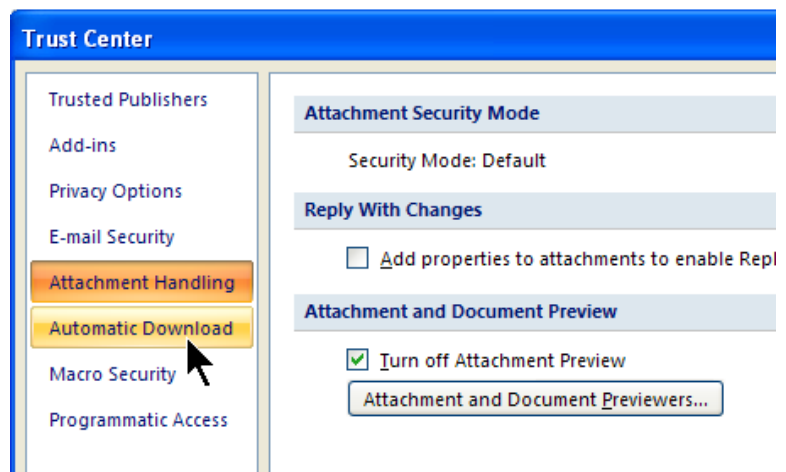 Trust Center
Trusted Publishers
Add-ins
Privacy Options
E-mail Security
Attachment Handling
Automatic Download
Macro Security
Programmatic Access
Attachment Security Mode
Security Mode: Default
Reply With Changes
Add properties to attachments to enable Repl
Attachment and Document Preview
Turn off Attachment Preview
Attachment and Document Previewers...